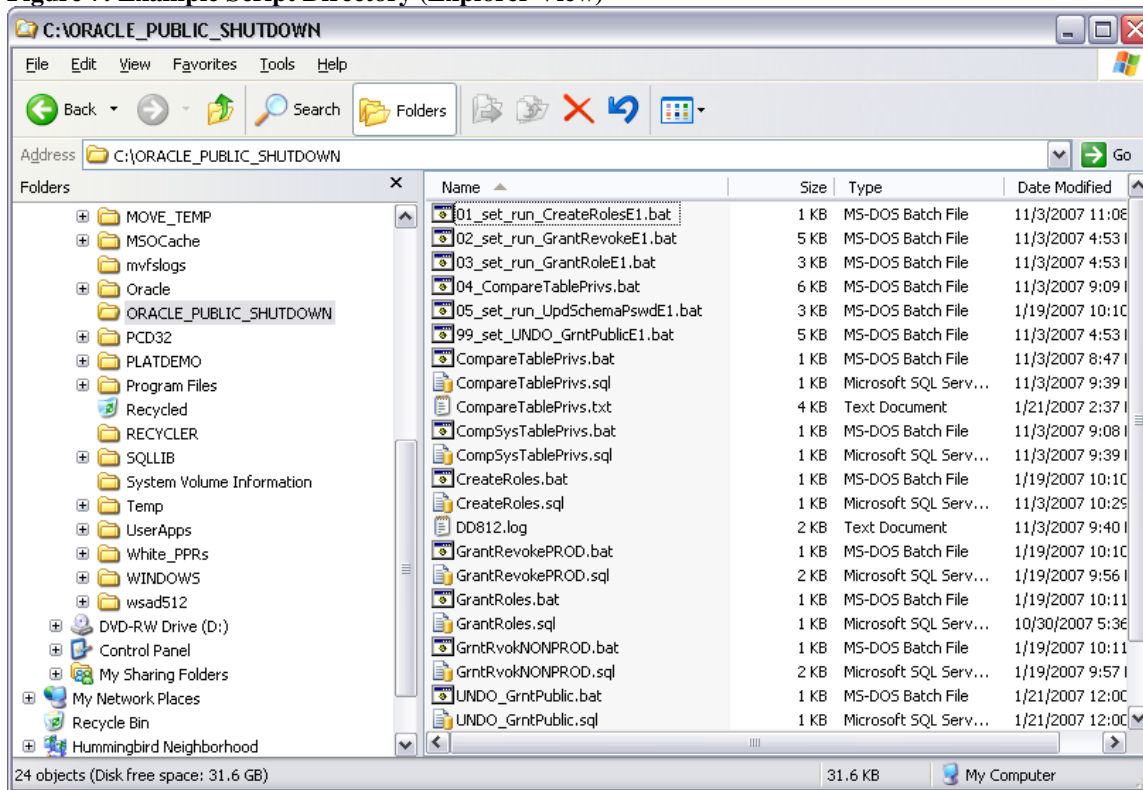 Figure 7: Example Script Directory (Explorer View)
C:\ORACLE_PUBLIC_SHUTDOWN
File Edit View Favorites Tools Help
Back Search Folders
Address C:\ORACLE_PUBLIC_SHUTDOWN Go
Folders
MOVE_TEMP
MSOCache
mvfslogs
Oracle
ORACLE_PUBLIC_SHUTDOWN
PCD32
PLATDEMO
Program Files
Recycled
RECYCLER
SQLLIB
System Volume Information
Temp
UserApps
White_PPRs
WINDOWS
wsad512
DVD-RW Drive (D:)
Control Panel
My Sharing Folders
My Network Places
Recycle Bin
Hummingbird Neighborhood
Name Size Type Date Modified
01_set_run_CreateRolesE1.bat 1 KB MS-DOS Batch File 11/3/2007 11:08
02_set_run_GrantRevokeE1.bat 5 KB MS-DOS Batch File 11/3/2007 4:53
03_set_run_GrantRoleE1.bat 3 KB MS-DOS Batch File 11/3/2007 4:53
04_CompareTablePrivs.bat 6 KB MS-DOS Batch File 11/3/2007 9:09
05_set_run_UpdSchemaPswdE1.bat 3 KB MS-DOS Batch File 1/19/2007 10:10
99_set_UNDO_GrntPublicE1.bat 5 KB MS-DOS Batch File 11/3/2007 4:53
CompareTablePrivs.bat 1 KB MS-DOS Batch File 11/3/2007 8:47
CompareTablePrivs.sql 1 KB Microsoft SQL Serv... 11/3/2007 9:39
CompareTablePrivs.txt 4 KB Text Document 1/21/2007 2:37
CompSysTablePrivs.bat 1 KB MS-DOS Batch File 11/3/2007 9:08
CompSysTablePrivs.sql 1 KB Microsoft SQL Serv... 11/3/2007 9:39
CreateRoles.bat 1 KB MS-DOS Batch File 1/19/2007 10:10
CreateRoles.sql 1 KB Microsoft SQL Serv... 11/3/2007 10:29
DD812.log 2 KB Text Document 11/3/2007 9:40
GrantRevokePROD.bat 1 KB MS-DOS Batch File 1/19/2007 10:10
GrantRevokePROD.sql 2 KB Microsoft SQL Serv... 1/19/2007 9:56
GrantRoles.bat 1 KB MS-DOS Batch File 1/19/2007 10:11
GrantRoles.sql 1 KB Microsoft SQL Serv... 10/30/2007 5:36
GrntRvokNONPROD.bat 1 KB MS-DOS Batch File 1/19/2007 10:11
GrntRvokNONPROD.sql 2 KB Microsoft SQL Serv... 1/19/2007 9:57
UNDO_GrntPublic.bat 1 KB MS-DOS Batch File 1/21/2007 12:00
UNDO_GrntPublic.sql 1 KB Microsoft SQL Serv... 1/21/2007 12:00
24 objects (Disk free space: 31.6 GB) 31.6 KB My Computer